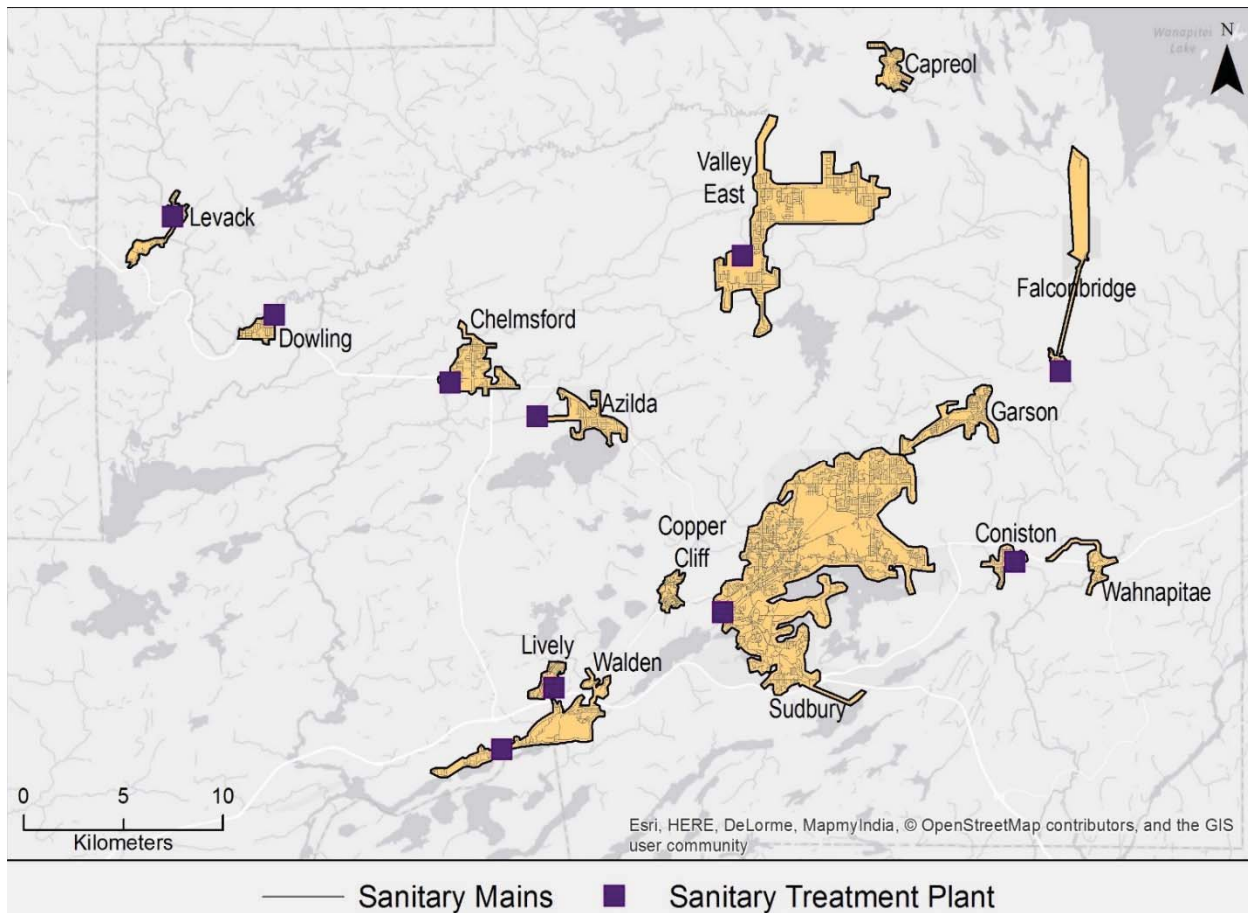 Wanapitei
Lake
N
Capreol
Valley
East
Levack
Falconbridge
Dowling
Chelmsford
Azilda
Garson
Copper
Cliff
Coniston
Wahnapitae
Lively
Walden
Sudbury
0 5 10
Kilometers
Esri, HERE, DeLorme, MapmyIndia, © OpenStreetMap contributors, and the GIS
user community
Sanitary Mains Sanitary Treatment Plant